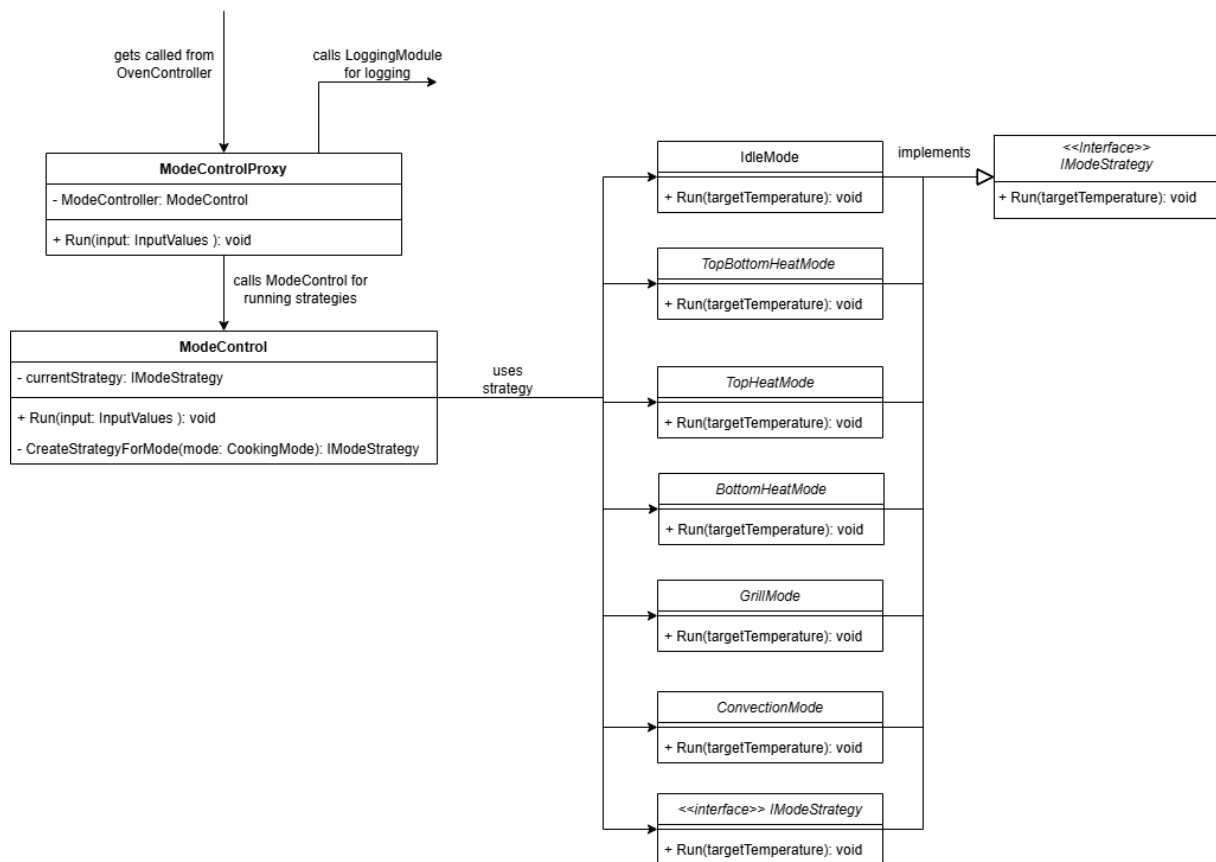 gets called from
OvenController
calls LoggingModule
for logging
ModeControlProxy
- ModeController: ModeControl
+ Run(input: InputValues ): void
calls ModeControl for
running strategies
ModeControl
- currentStrategy: IModeStrategy
+ Run(input: InputValues ): void
- CreateStrategyForMode(mode: CookingMode): IModeStrategy
uses
strategy
IdleMode
+ Run(targetTemperature): void
implements
<<Interface>>
IModeStrategy
+ Run(targetTemperature): void
TopBottomHeatMode
+ Run(targetTemperature): void
TopHeatMode
+ Run(targetTemperature): void
BottomHeatMode
+ Run(targetTemperature): void
GrillMode
+ Run(targetTemperature): void
ConvectionMode
+ Run(targetTemperature): void
<<interface>> IModeStrategy
+ Run(targetTemperature): void